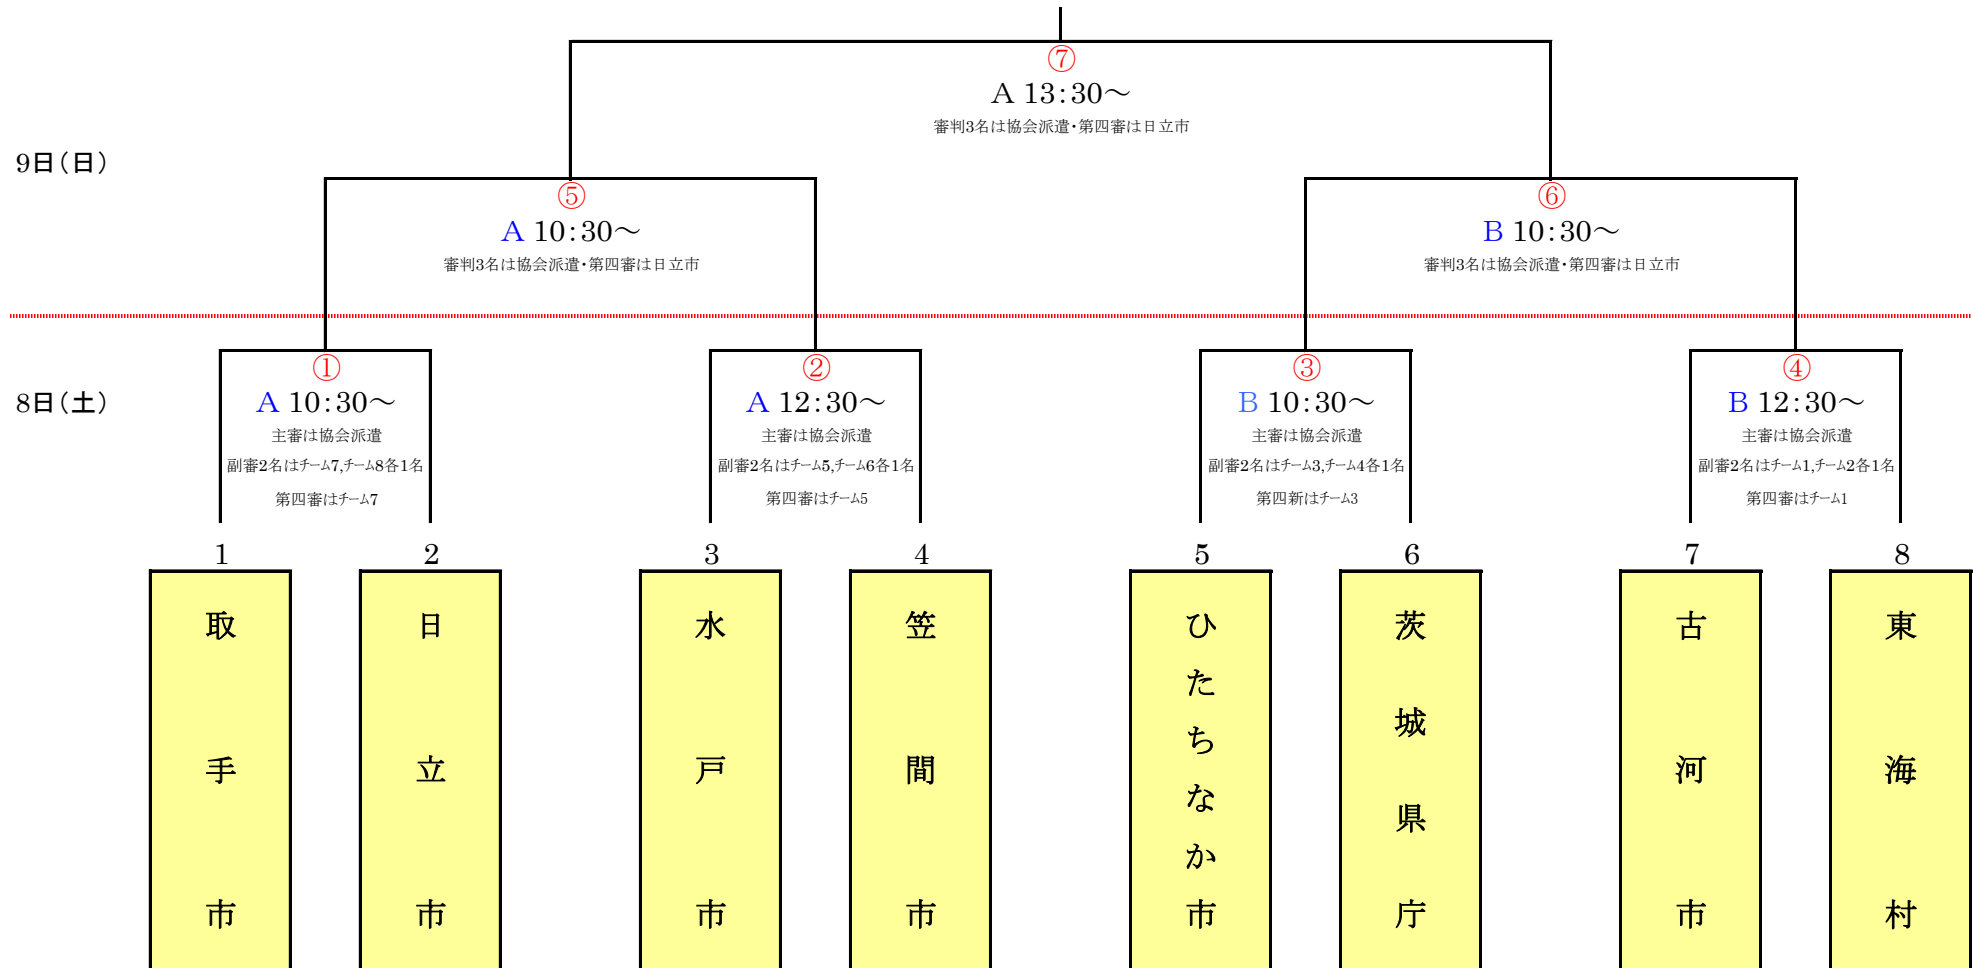 ⑦
A 13:30～
審判3名は協会派遣・第四審は日立市
9日（日）
⑤
A 10:30～
審判3名は協会派遣・第四審は日立市
⑥
B 10:30～
審判3名は協会派遣・第四審は日立市
8日（土）
①
A 10:30～
主審は協会派遣
副審2名はチーム7,チーム8各1名
第四審はチーム7
②
A 12:30～
主審は協会派遣
副審2名はチーム5,チーム6各1名
第四審はチーム5
③
B 10:30～
主審は協会派遣
副審2名はチーム3,チーム4各1名
第四新はチーム3
④
B 12:30～
主審は協会派遣
副審2名はチーム1,チーム2各1名
第四審はチーム1
1
取手市
2
日立市
3
水戸市
4
笠間市
5
ひたちなか市
6
茨城県庁
7
古河市
8
東海村